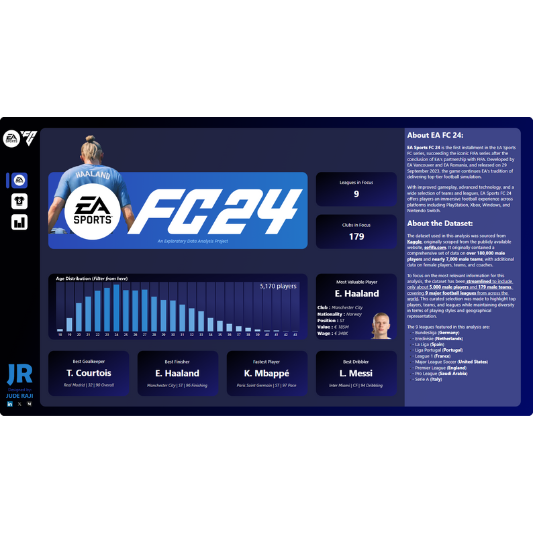 EA SPORTS
HAALAND
EA SPORTS
FC24
An Exploratory Data Analysis Project
Leagues in Focus
9
Clubs in Focus
179
Age Distribution (Filter from here)
5,170 players
Most Valuable Player
E. Haaland
Club : Manchester City
Nationality : Norway
Position : ST
Value : € 185M
Wage : € 340K
Best Goalkeeper
T. Courtois
Real Madrid | 32 | 90 Overall
Best Finisher
E. Haaland
Manchester City | ST | 96 Finishing
Fastest Player
K. Mbappé
Paris Saint Germain | ST | 97 Pace
Best Dribbler
L. Messi
Inter Miami | CF | 94 Dribbling
JR
Designed by:
JUDE RAJI
About EA FC 24:
EA Sports FC 24 is the first installment in the EA Sports
FC series, succeeding the iconic FIFA series after the
conclusion of EA's partnership with FIFA. Developed by
EA Vancouver and EA Romania, and released on 29
September 2023, the game continues EA's tradition of
delivering top-tier football simulation.
With improved gameplay, advanced technology, and a
wide selection of teams and leagues, EA Sports FC 24
offers players an immersive football experience across
platforms including PlayStation, Xbox, Windows, and
Nintendo Switch.
About the Dataset:
The dataset used in this analysis was sourced from
Kaggle, originally scraped from the publicly available
website, sofifa.com. It originally contained a
comprehensive set of data on over 180,000 male
players and nearly 7,000 male teams, with additional
data on female players, teams, and coaches.
To focus on the most relevant information for this
analysis, the dataset has been streamlined to include
only about 5,000 male players and 179 male teams,
covering 9 major football leagues from across the
world. This curated selection was made to highlight top
players, teams, and leagues while maintaining diversity
in terms of playing styles and geographical
representation.
The 9 leagues featured in this analysis are:
- Bundesliga (Germany)
- Eredivisie (Netherlands)
- La Liga (Spain)
- Liga Portugal (Portugal)
- League 1 (France)
- Major League Soccer (United States)
- Premier League (England)
- Pro League (Saudi Arabia)
- Serie A (Italy)